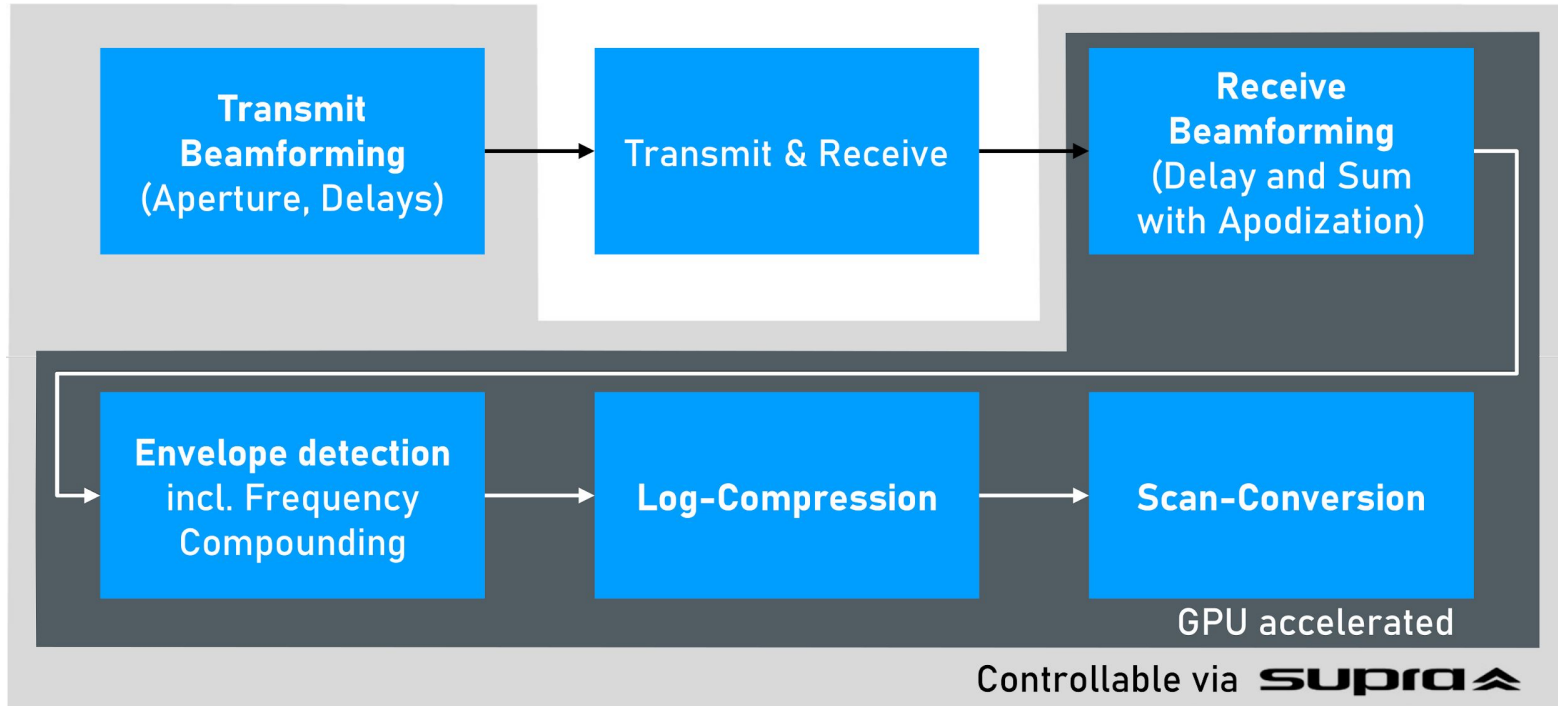 Transmit
Beamforming
(Aperture, Delays)
Transmit & Receive
Receive
Beamforming
(Delay and Sum
with Apodization)
Envelope detection
incl. Frequency
Compounding
Log-Compression
Scan-Conversion
GPU accelerated
Controllable via supra